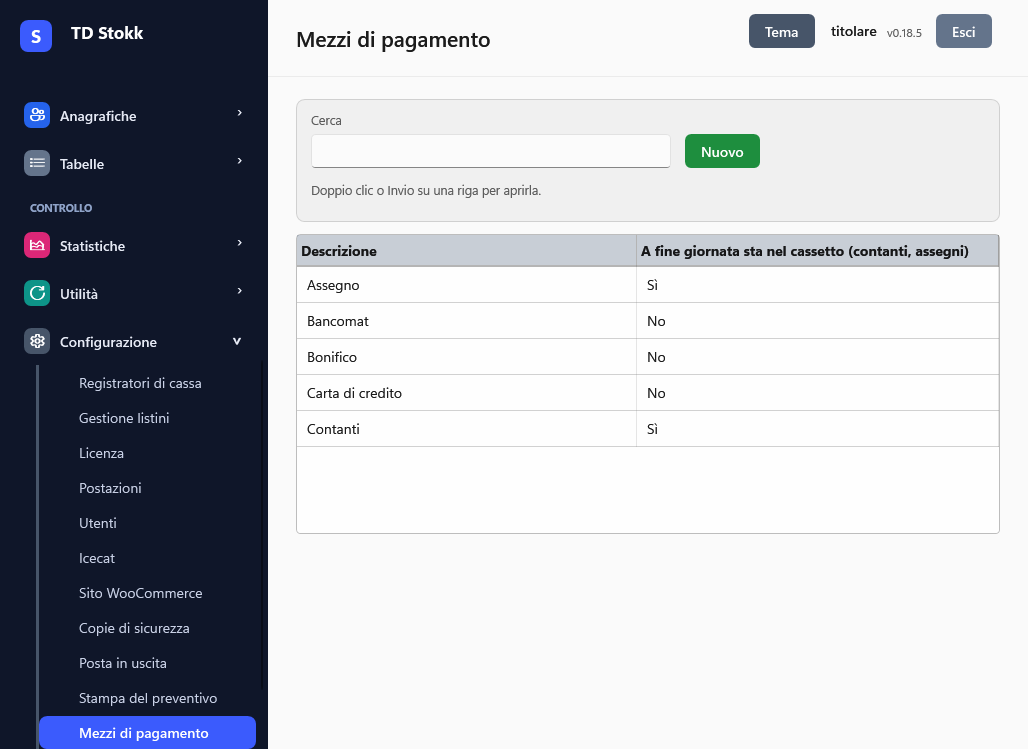 S
TD Stokk
Anagrafiche
Tabelle
CONTROLLO
Statistiche
Utilità
Configurazione
Registratori di cassa
Gestione listini
Licenza
Postazioni
Utenti
Icecat
Sito WooCommerce
Copie di sicurezza
Posta in uscita
Stampa del preventivo
Mezzi di pagamento
Mezzi di pagamento
Tema
titolare
v0.18.5
Esci
Cerca
Nuovo
Doppio clic o Invio su una riga per aprirla.
Descrizione A fine giornata sta nel cassetto (contanti, assegni)
Assegno Sì
Bancomat No
Bonifico No
Carta di credito No
Contanti Sì